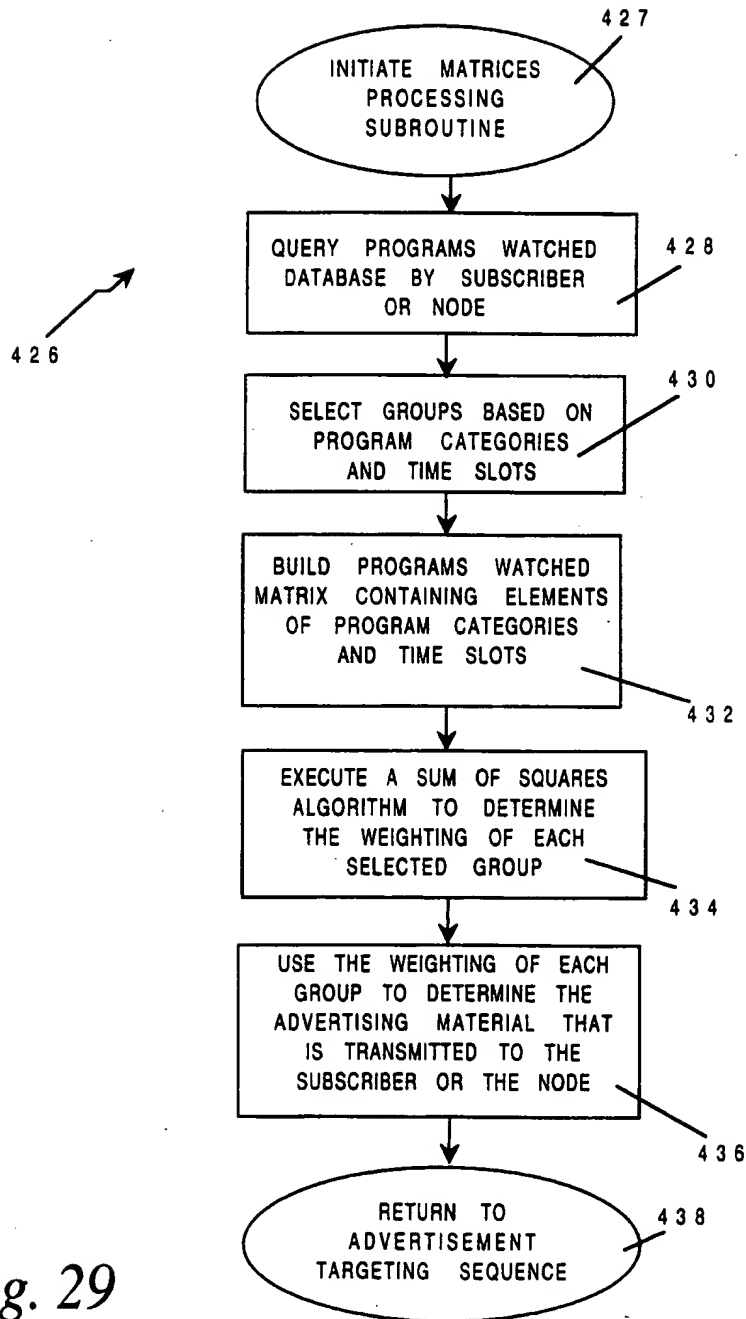 427
INITIATE MATRICES
PROCESSING
SUBROUTINE
QUERY PROGRAMS WATCHED
DATABASE BY SUBSCRIBER
OR NODE
428
426
430
SELECT GROUPS BASED ON
PROGRAM CATEGORIES
AND TIME SLOTS
BUILD PROGRAMS WATCHED
MATRIX CONTAINING ELEMENTS
OF PROGRAM CATEGORIES
AND TIME SLOTS
432
EXECUTE A SUM OF SQUARES
ALGORITHM TO DETERMINE
THE WEIGHTING OF EACH
SELECTED GROUP
434
USE THE WEIGHTING OF EACH
GROUP TO DETERMINE THE
ADVERTISING MATERIAL THAT
IS TRANSMITTED TO THE
SUBSCRIBER OR THE NODE
436
RETURN TO
ADVERTISEMENT
TARGETING SEQUENCE
438
g. 29